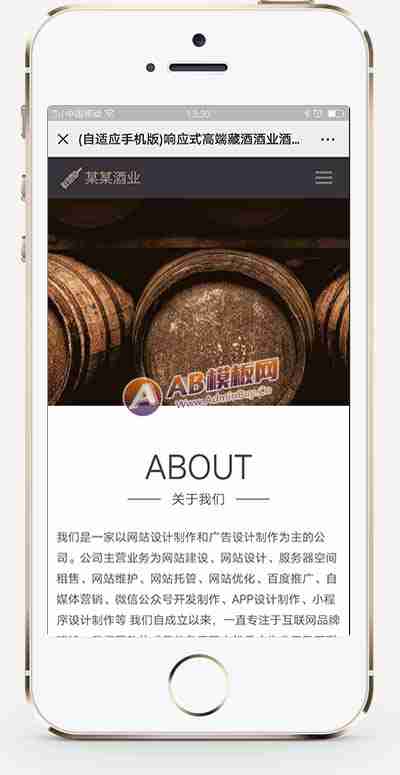 中国移动
(自适应手机版)响应式高端藏酒酒业酒...
某某酒业
AB模板网
Www.AdminBuy.Cn
ABOUT
关于我们
我们是一家以网站设计制作和广告设计制作为主的公
司。公司主营业务为网站建设、网站设计、服务器空间
租售、网站维护、网站托管、网站优化、百度推广、自
媒体营销、微信公众号开发制作、APP设计制作、小程
序设计制作等 我们自成立以来，一直专注于互联网品牌